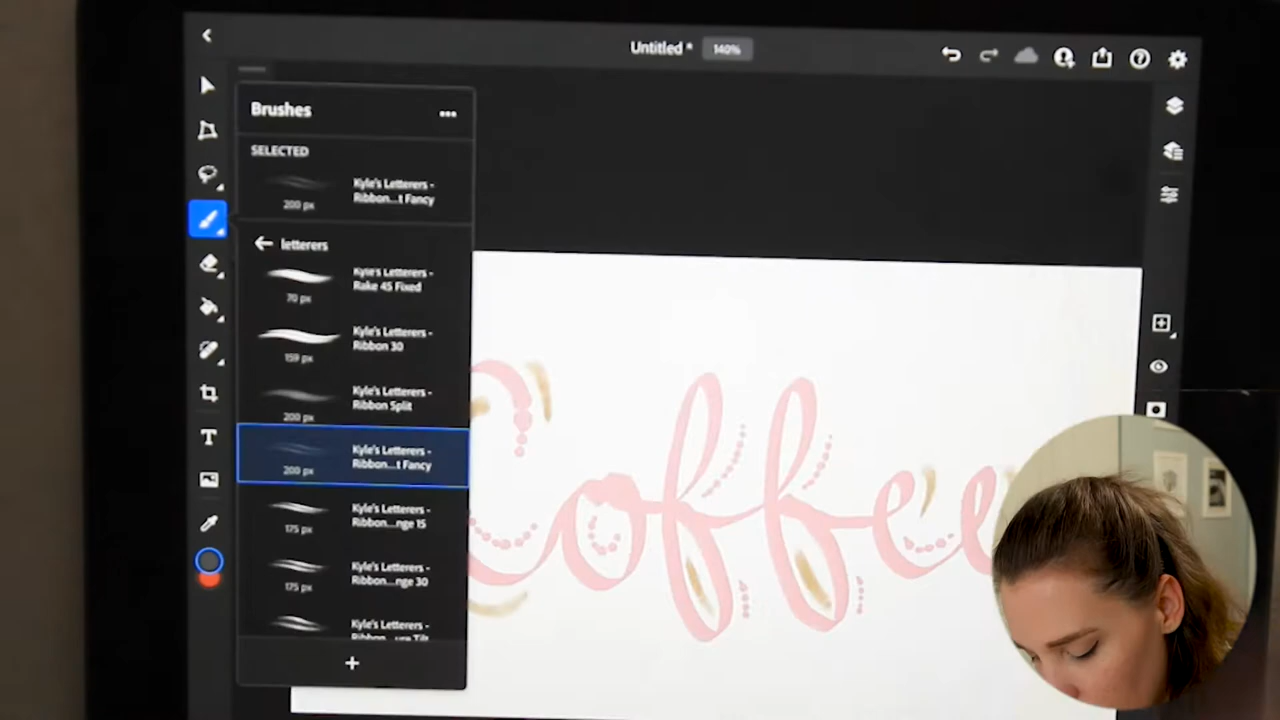 Untitled *
140%
Brushes
SELECTED
Kyle's Letterers -
Ribbon...t Fancy
200 px
letterers
Kyle's Letterers -
Rake 45 Fixed
70 px
Kyle's Letterers -
Ribbon 30
159 px
Kyle's Letterers -
Ribbon Split
200 px
Kyle's Letterers -
Ribbon...t Fancy
200 px
Kyle's Letterers -
Ribbon...nge 15
175 px
Kyle's Letterers -
Ribbon...nge 30
175 px
Kyle's Letterers -
Ribbon...ure Tilt
T
Coffee